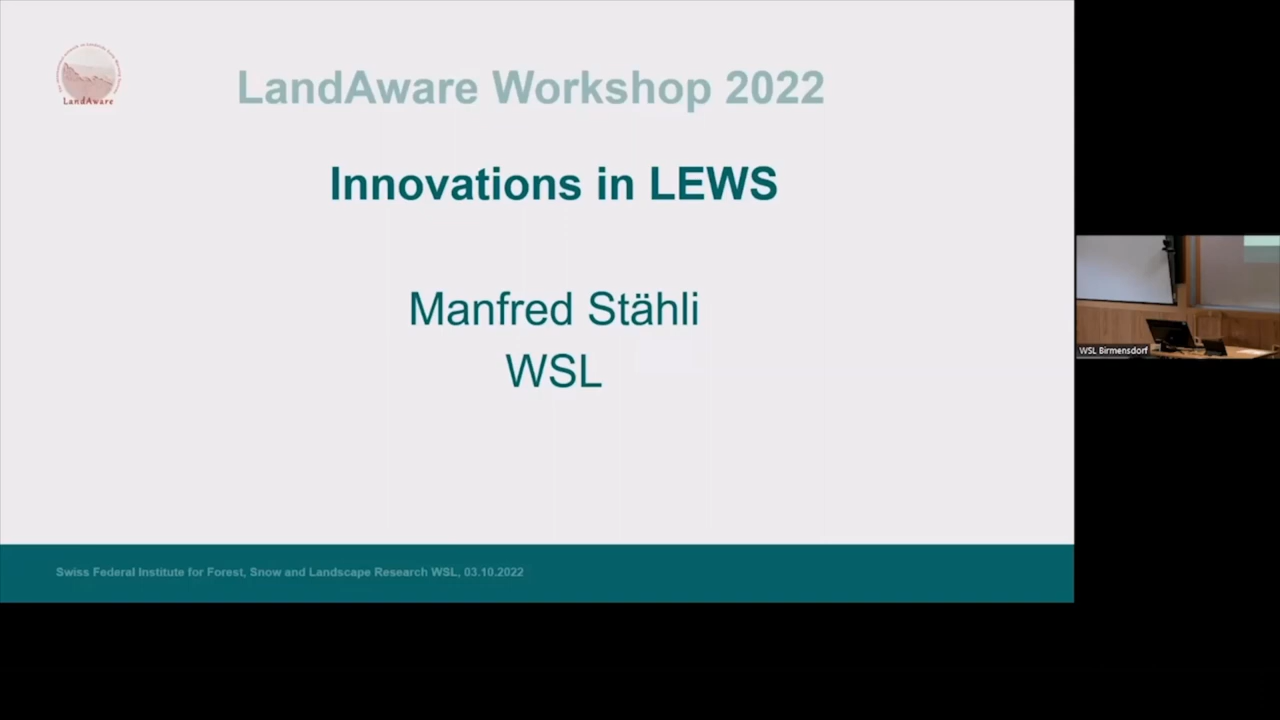 LandAware
LandAware Workshop 2022
Innovations in LEWS
Manfred Stähli
WSL
WSL Birmensdorf
Swiss Federal Institute for Forest, Snow and Landscape Research WSL, 03.10.2022